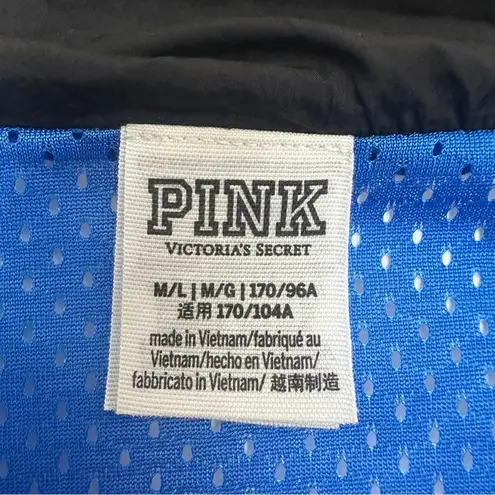 PINK
VICTORIA'S SECRET
M/L | M/G | 170/96A
适用 170/104A
made in Vietnam/fabriqué au
Vietnam/hecho en Vietnam/
fabbricato in Vietnam/ 越南制造